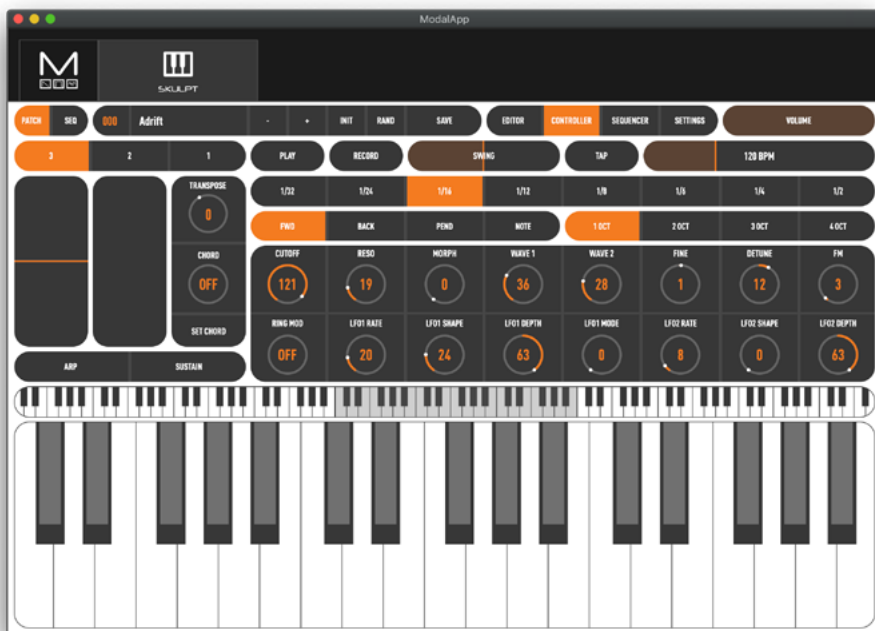 ModalApp
M
SKULPT
PATCH SEQ 000 Adrift - + INIT RAND SAVE EDITOR CONTROLLER SEQUENCER SETTINGS VOLUME
3 2 1 PLAY RECORD SWING TAP 120 BPM
TRANSPOSE
0
1/32 1/24 1/16 1/12 1/8 1/6 1/4 1/2
FWD BACK PEND NOTE 1 OCT 2 OCT 3 OCT 4 OCT
CHORD
OFF
SET CHORD
CUTOFF RESO MORPH WAVE 1 WAVE 2 FINE DETUNE FM
121 19 0 36 28 1 12 3
RING MOD LFO1 RATE LFO1 SHAPE LFO1 DEPTH LFO1 MODE LFO2 RATE LFO2 SHAPE LFO2 DEPTH
OFF 20 24 63 0 8 0 63
ARP SUSTAIN